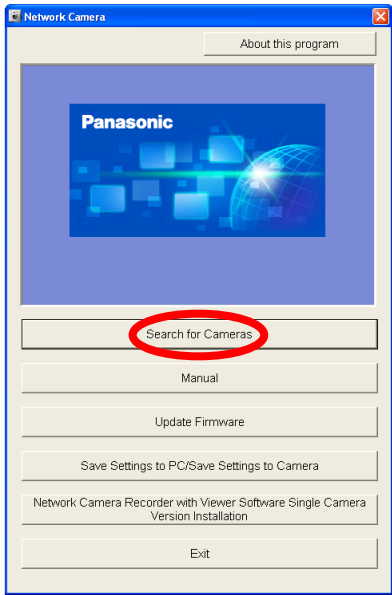 Network Camera
About this program
Panasonic
Search for Cameras
Manual
Update Firmware
Save Settings to PC/Save Settings to Camera
Network Camera Recorder with Viewer Software Single Camera
Version Installation
Exit